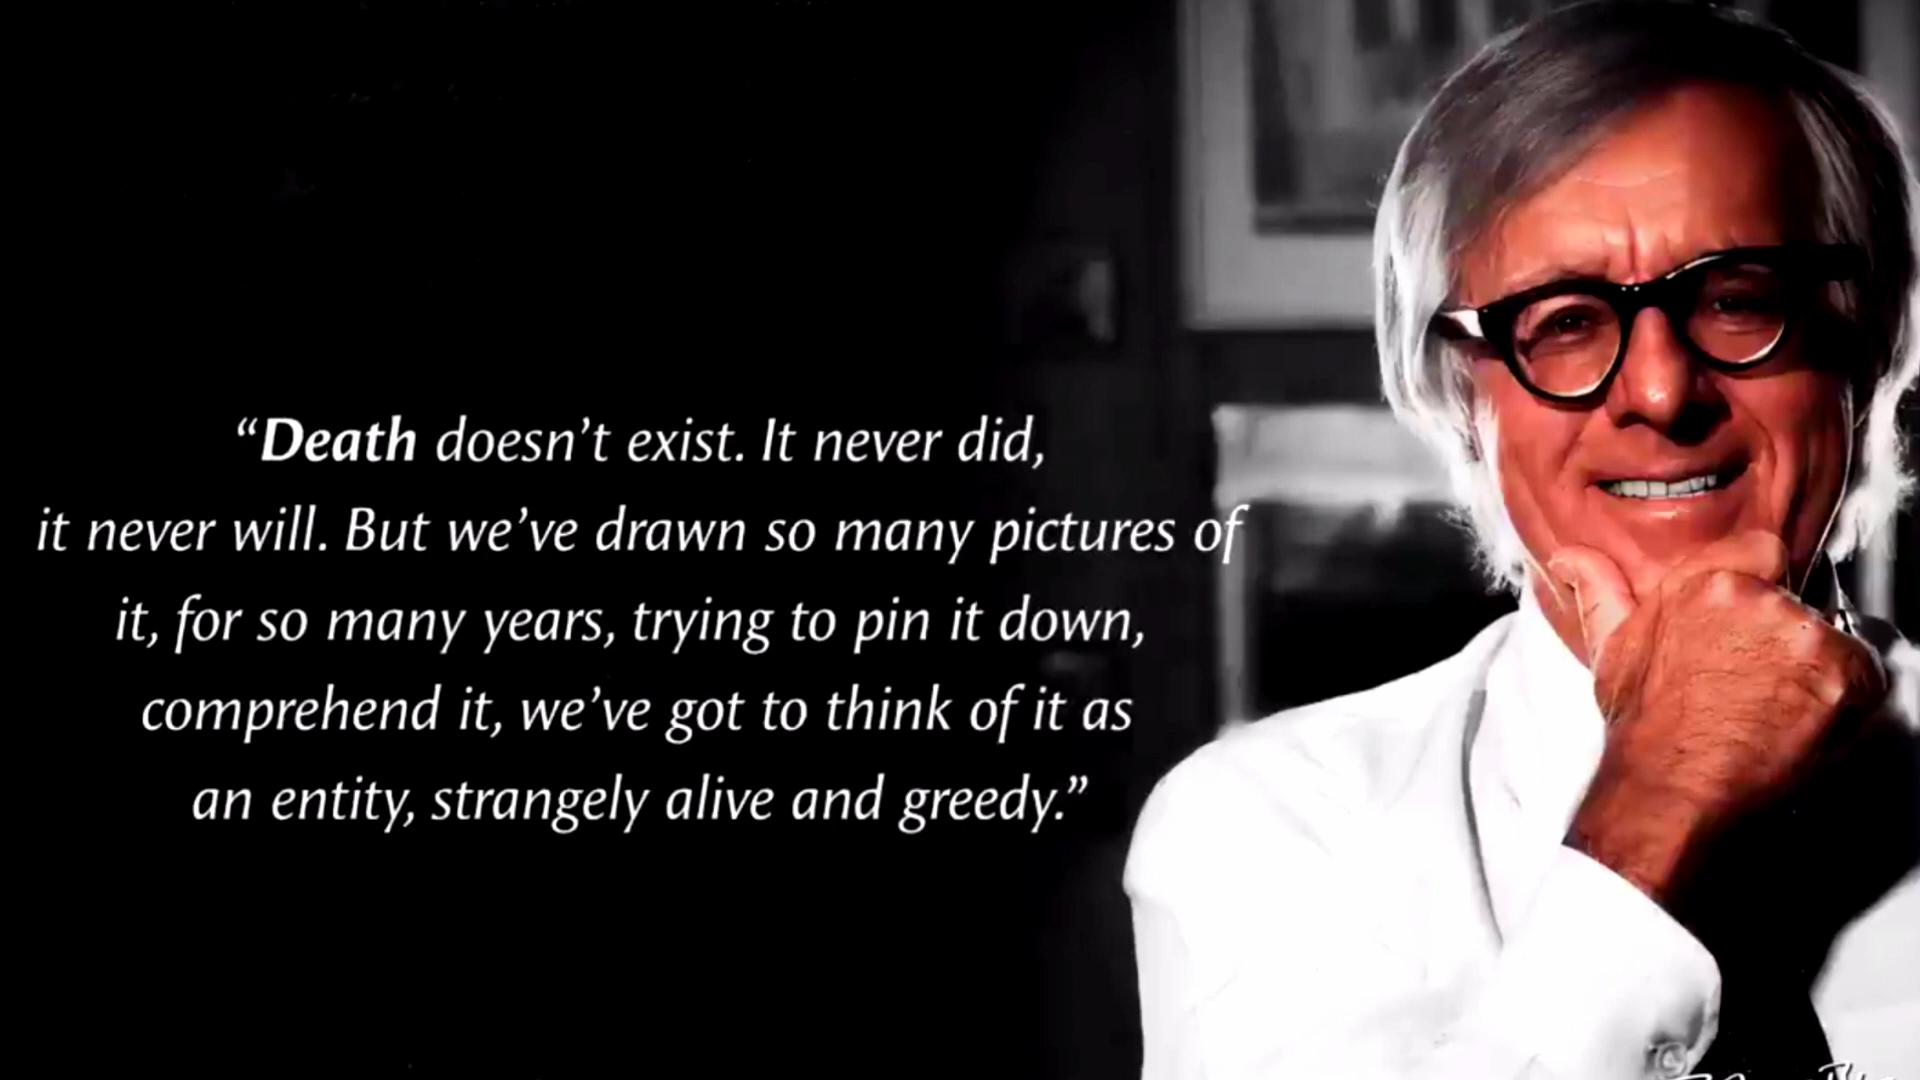 “Death doesn’t exist. It never did,
it never will. But we’ve drawn so many pictures of
it, for so many years, trying to pin it down,
comprehend it, we’ve got to think of it as
an entity, strangely alive and greedy.”